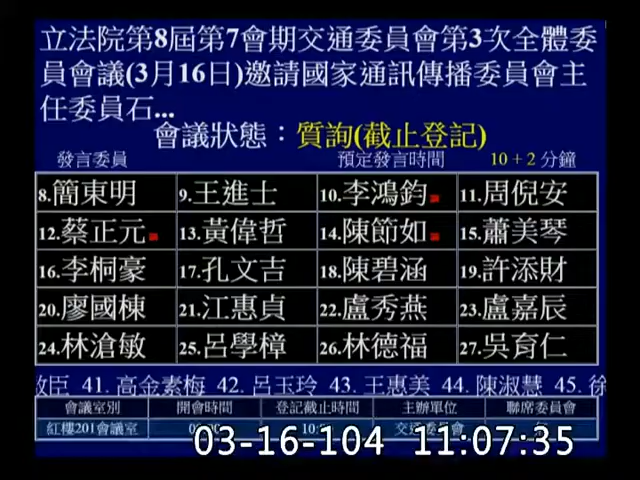 立法院第8屆第7會期交通委員會第3次全體委
員會議(3月16日)邀請國家通訊傳播委員會主
任委員石...
會議狀態：質詢(截止登記)
發言委員 預定發言時間 10+2 分鐘
8.簡東明 9.王進士 10.李鴻鈞 11.周倪安
12.蔡正元 13.黃偉哲 14.陳節如 15.蕭美琴
16.李桐豪 17.孔文吉 18.陳碧涵 19.許添財
20.廖國棟 21.江惠貞 22.盧秀燕 23.盧嘉辰
24.林滄敏 25.呂學樟 26.林德福 27.吳育仁
臣 41. 高金素梅 42. 呂玉玲 43. 王惠美 44. 陳淑慧 45. 徐
會議室別 開會時間 登記截止時間 主辦單位 聯席委員會
紅樓201會議室 交通委員會
03-16-104 11:07:35